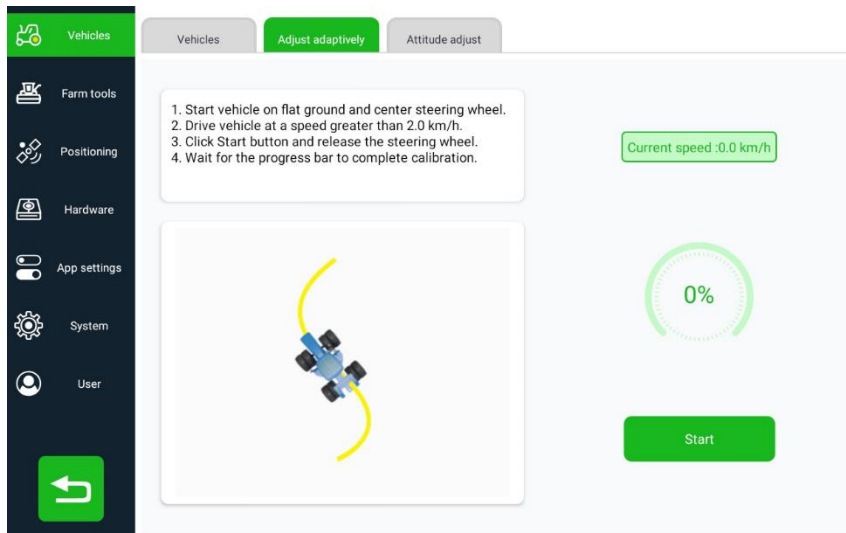 Vehicles
Farm tools
Positioning
Hardware
App settings
System
User
Vehicles
Adjust adaptively
Attitude adjust
1. Start vehicle on flat ground and center steering wheel.
2. Drive vehicle at a speed greater than 2.0 km/h.
3. Click Start button and release the steering wheel.
4. Wait for the progress bar to complete calibration.
Current speed :0.0 km/h
0%
Start